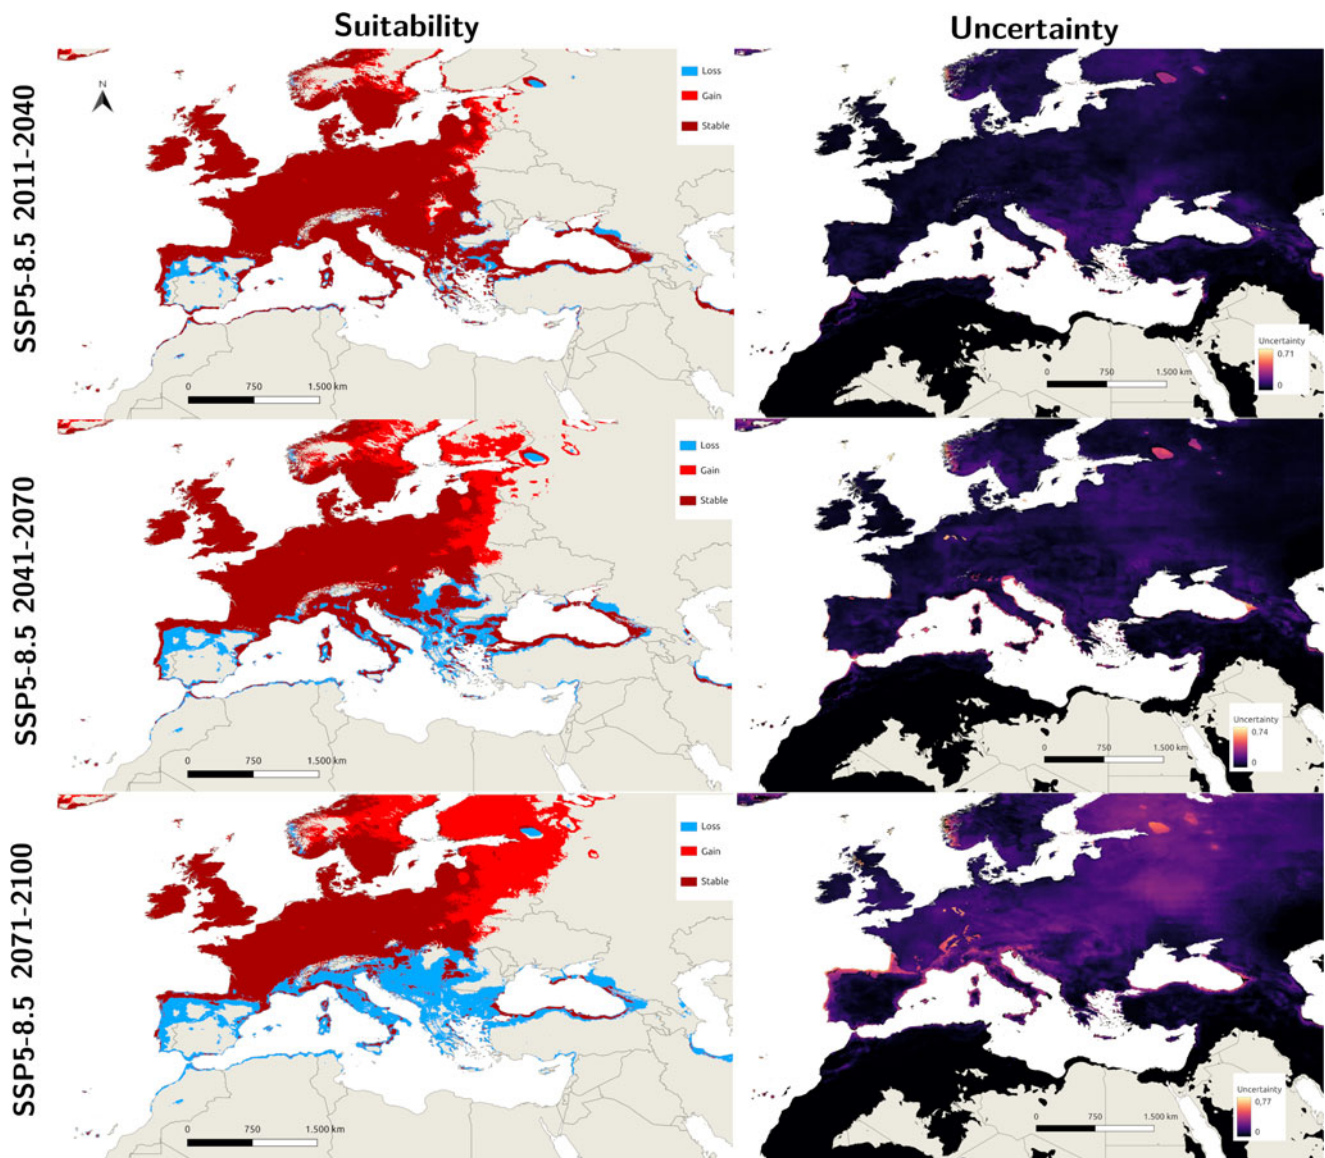 Suitability
Uncertainty
SSP5-8.5 2011-2040
N
Loss
Gain
Stable
0 750 1.500 km
Uncertainty
0.71
0
0 750 1.500 km
SSP5-8.5 2041-2070
Loss
Gain
Stable
0 750 1.500 km
Uncertainty
0.74
0
0 750 1.500 km
SSP5-8.5 2071-2100
Loss
Gain
Stable
0 750 1.500 km
Uncertainty
0,77
0
0 750 1.500 km